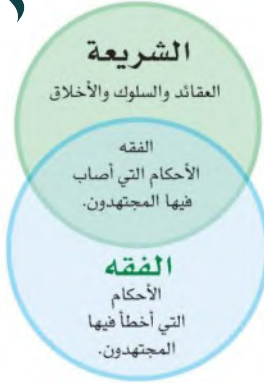 الشريعة
العقائد والسلوك والأخلاق
الفقه
الأحكام التي أصاب
فيها المجتهدون.
الفقه
الأحكام
التي أخطأ فيها
المجتهدون.